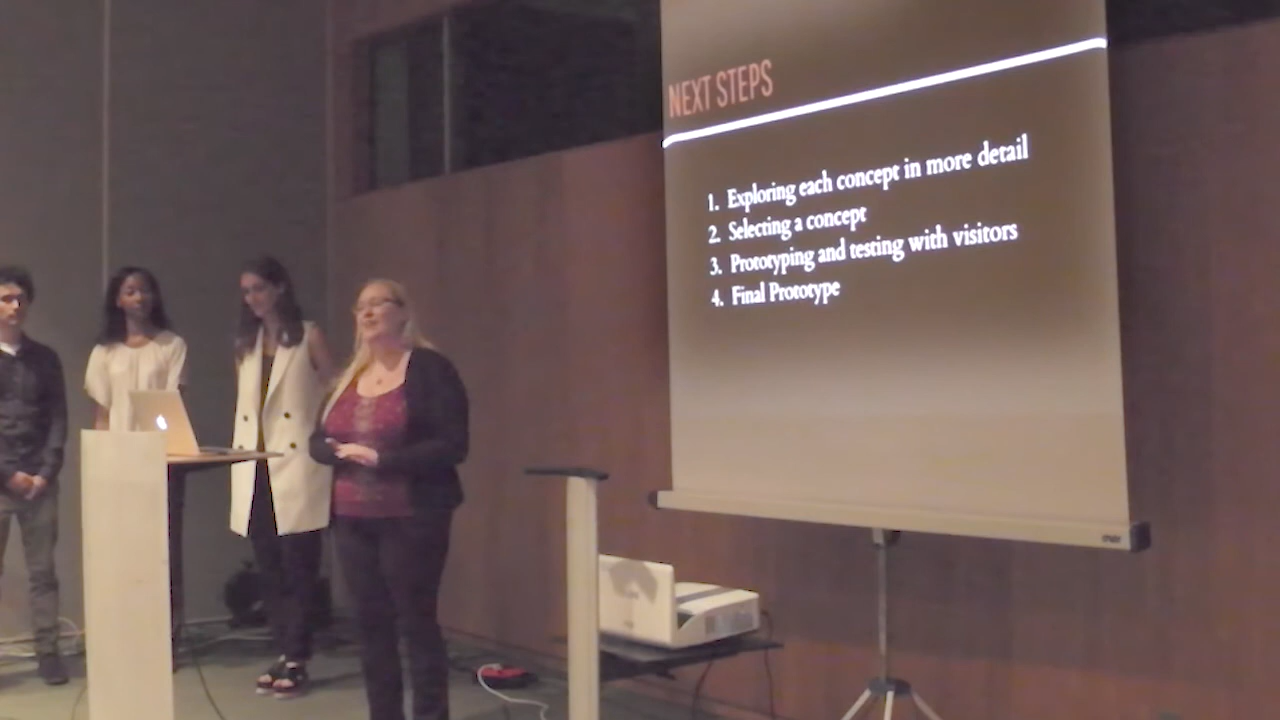 NEXT STEPS
1. Exploring each concept in more detail
2. Selecting a concept
3. Prototyping and testing with visitors
4. Final Prototype